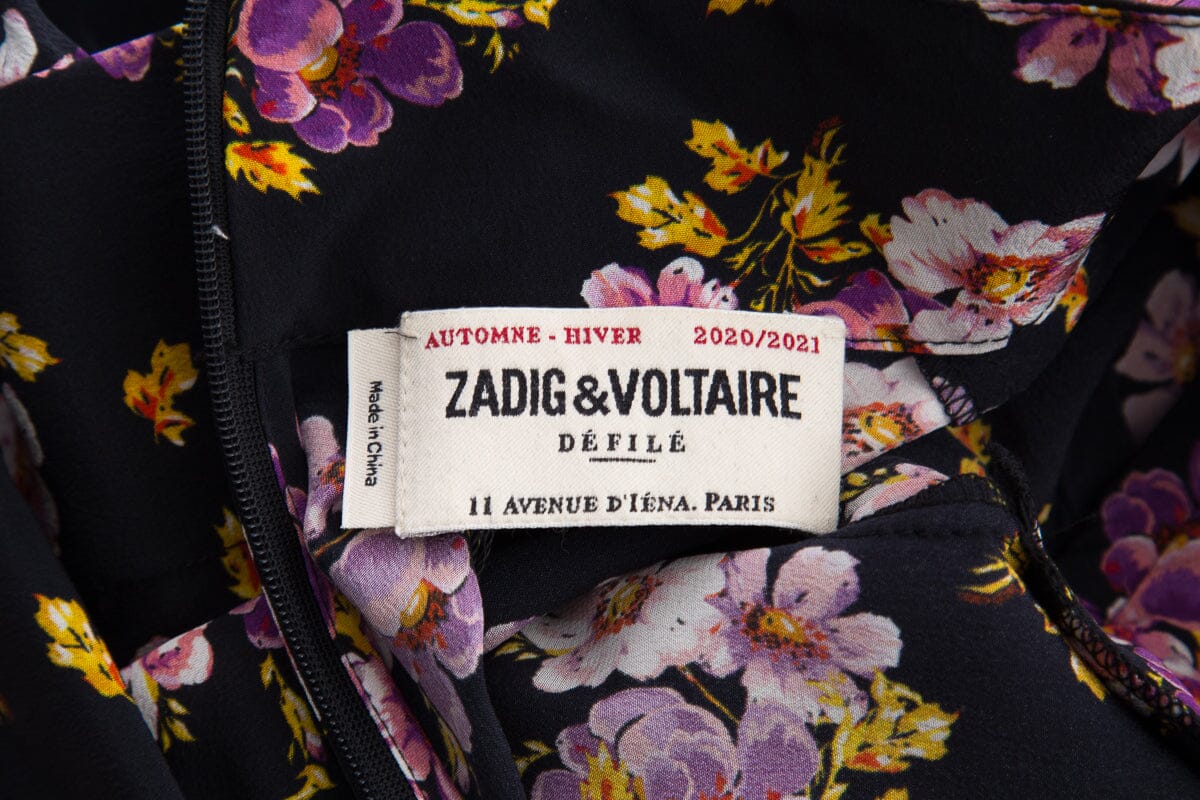 AUTOMNE - HIVER 2020/2021
ZADIG & VOLTAIRE
DÉFILÉ
11 AVENUE D'IÉNA. PARIS
Made in China